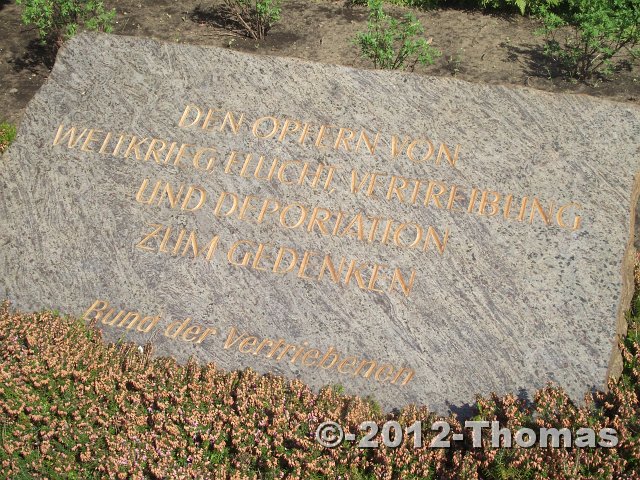 DEN OPFERN VON
WELTKRIEG FLUCHT VERTREIBUNG
UND DEPORTATION
ZUM GEDENKEN
Bund der Vertriebenen
©-2012-Thomas